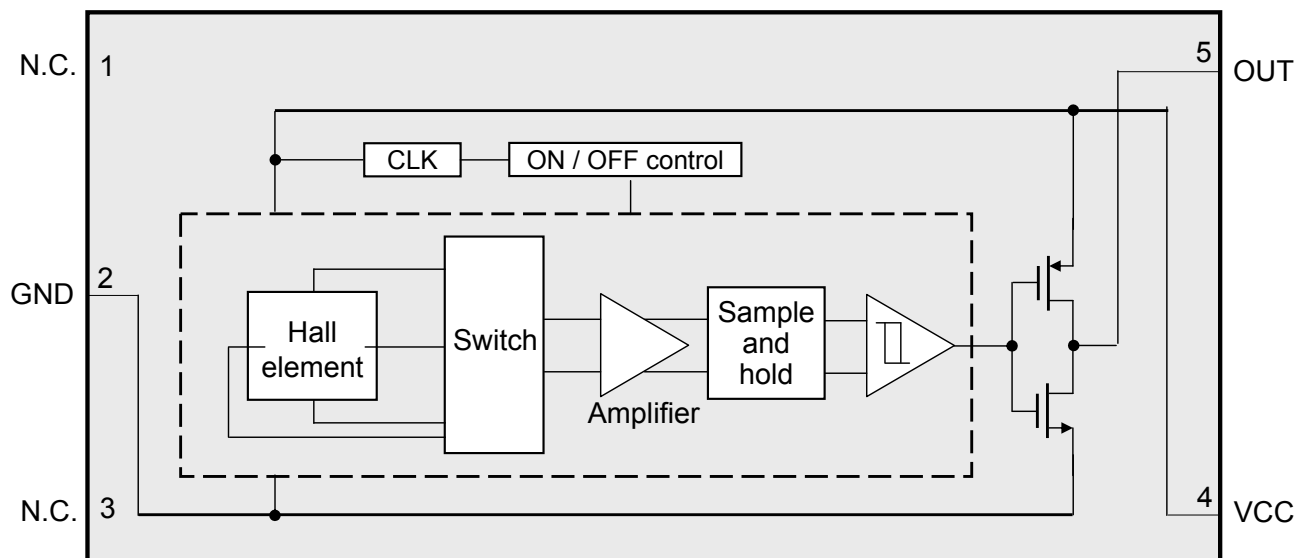 N.C. 1
5 OUT
CLK
ON / OFF control
2
GND
Hall
element
Switch
Amplifier
Sample
and
hold
N.C. 3
4 VCC